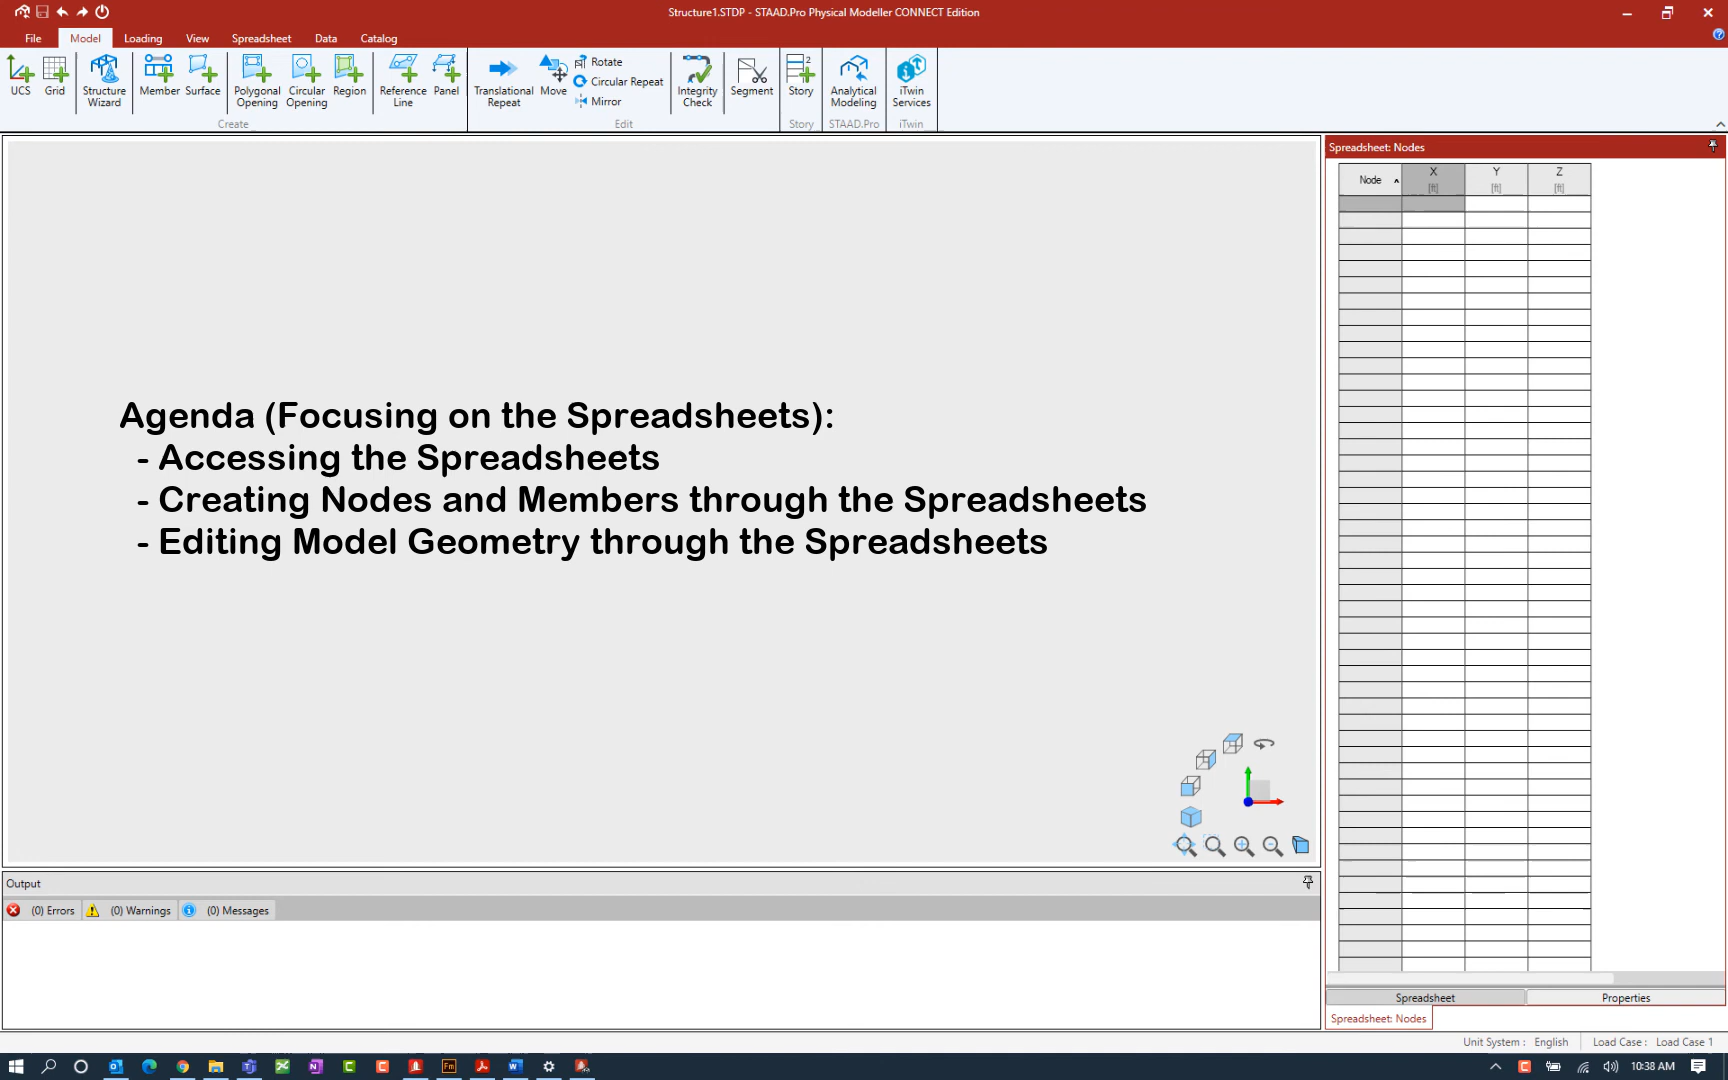 Structure1.STDP - STAAD.Pro Physical Modeller CONNECT Edition
File Model Loading View Spreadsheet Data Catalog
UCS
Grid
Structure Wizard
Member
Surface
Polygonal Opening
Circular Opening
Region
Reference Line
Panel
Translational Repeat
Move
Rotate
Circular Repeat
Mirror
Integrity Check
Segment
2
Story
Analytical Modeling
iTwin Services
Create
Edit
Story
STAAD.Pro
iTwin
Spreadsheet: Nodes
Node X Y Z
[ft] [ft] [ft]
Agenda (Focusing on the Spreadsheets):
- Accessing the Spreadsheets
- Creating Nodes and Members through the Spreadsheets
- Editing Model Geometry through the Spreadsheets
Output
(0) Errors (0) Warnings (0) Messages
Spreadsheet Properties
Spreadsheet: Nodes
Unit System : English Load Case : Load Case 1
10:38 AM